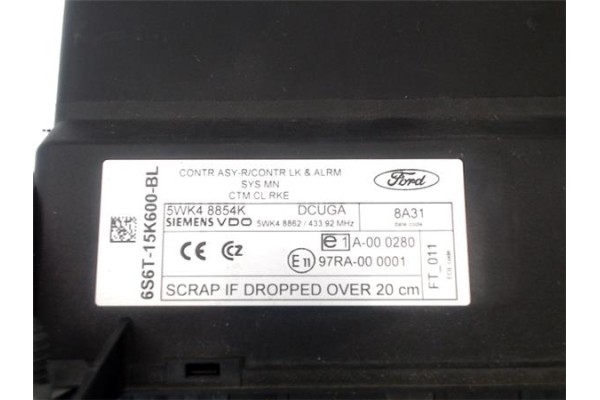 CONTR ASY-R/CONTR LK & ALRM
SYS MN
CTM CL RKE
Ford
6S6T-15K600-BL
5WK4 8854K DCUGA 8A31
SIEMENS VDO 5WK4 8862 / 433.92 MHz date code
CE CZ e1 A-00 0280
E11 97RA-00 0001
FT_011
SCRAP IF DROPPED OVER 20 cm